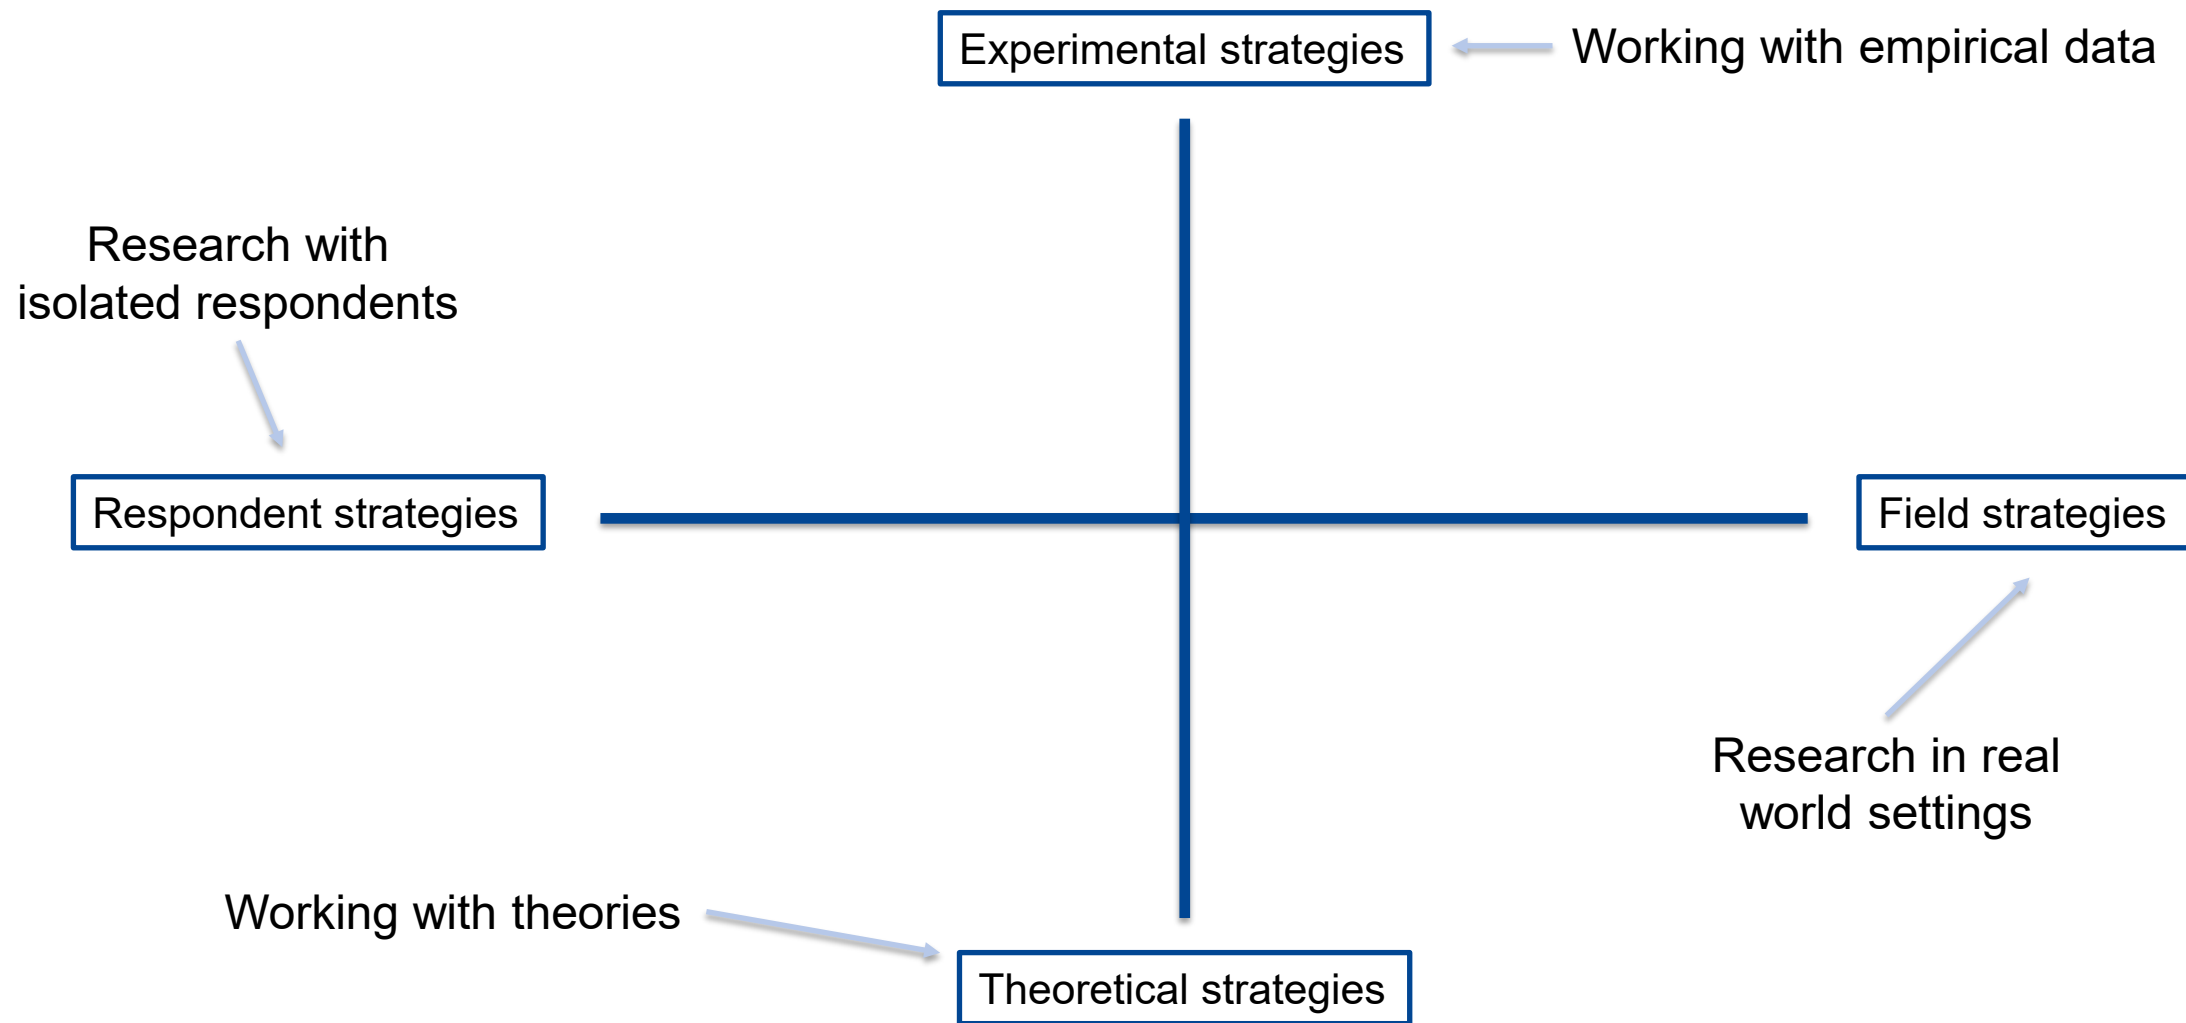 Experimental strategies
Working with empirical data
Research with
isolated respondents
Respondent strategies
Field strategies
Research in real
world settings
Working with theories
Theoretical strategies